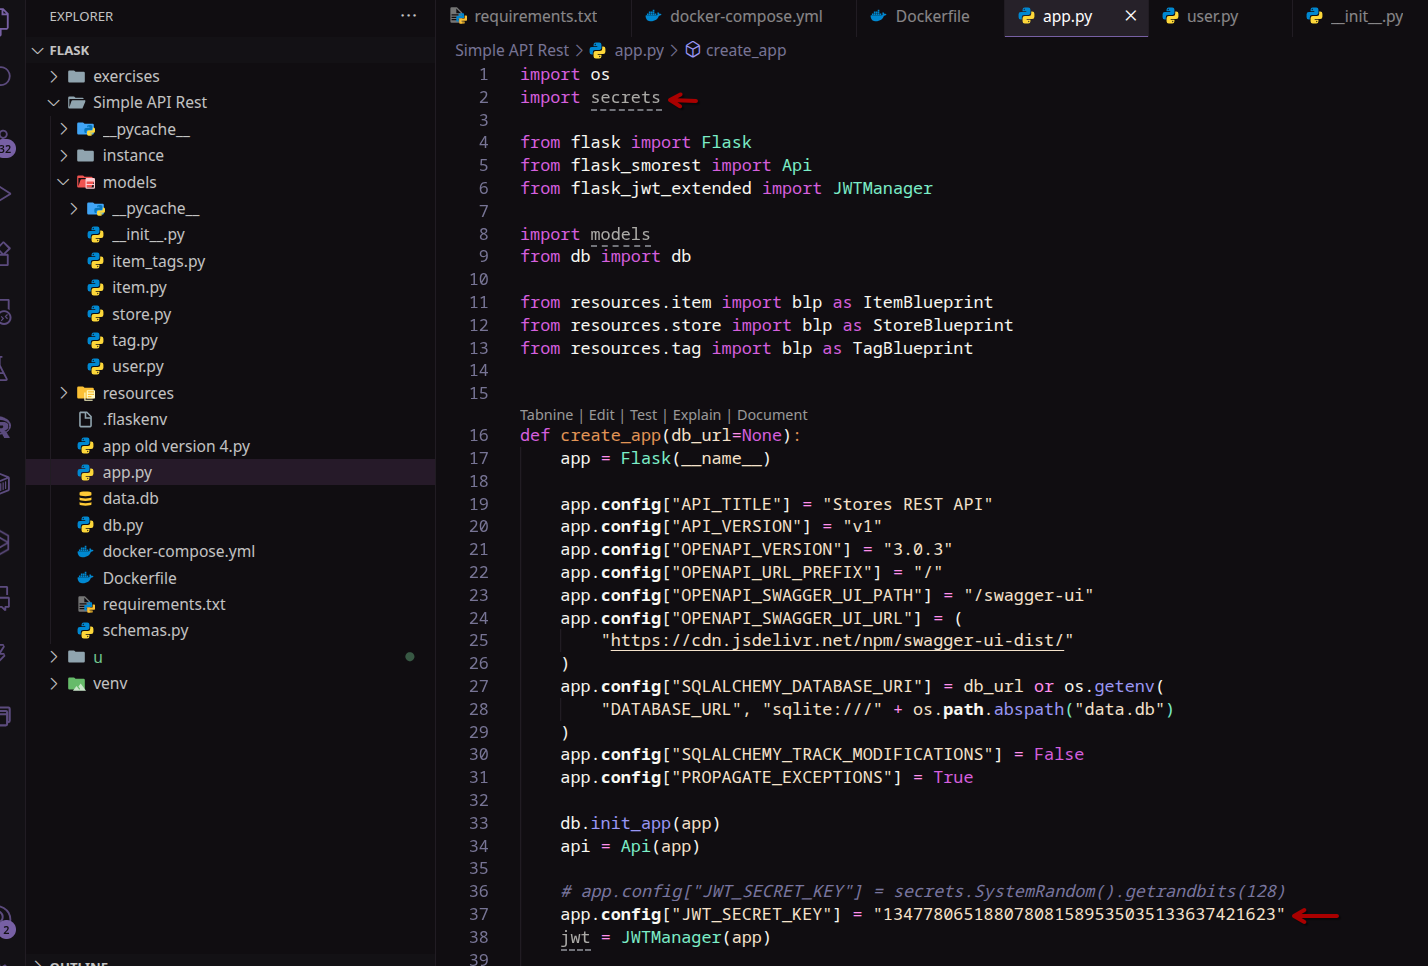 EXPLORER
FLASK
exercises
Simple API Rest
__pycache__
instance
models
__pycache__
__init__.py
item_tags.py
item.py
store.py
tag.py
user.py
resources
.flaskenv
app old version 4.py
app.py
data.db
db.py
docker-compose.yml
Dockerfile
requirements.txt
schemas.py
u
venv
OUTLINE
32
2
requirements.txt docker-compose.yml Dockerfile app.py user.py __init__.py
Simple API Rest > app.py > create_app
1 import os
2 import secrets
3
4 from flask import Flask
5 from flask_smorest import Api
6 from flask_jwt_extended import JWTManager
7
8 import models
9 from db import db
10
11 from resources.item import blp as ItemBlueprint
12 from resources.store import blp as StoreBlueprint
13 from resources.tag import blp as TagBlueprint
14
15
Tabnine | Edit | Test | Explain | Document
16 def create_app(db_url=None):
17     app = Flask(__name__)
18
19     app.config["API_TITLE"] = "Stores REST API"
20     app.config["API_VERSION"] = "v1"
21     app.config["OPENAPI_VERSION"] = "3.0.3"
22     app.config["OPENAPI_URL_PREFIX"] = "/"
23     app.config["OPENAPI_SWAGGER_UI_PATH"] = "/swagger-ui"
24     app.config["OPENAPI_SWAGGER_UI_URL"] = (
25         "https://cdn.jsdelivr.net/npm/swagger-ui-dist/"
26     )
27     app.config["SQLALCHEMY_DATABASE_URI"] = db_url or os.getenv(
28         "DATABASE_URL", "sqlite:///" + os.path.abspath("data.db")
29     )
30     app.config["SQLALCHEMY_TRACK_MODIFICATIONS"] = False
31     app.config["PROPAGATE_EXCEPTIONS"] = True
32
33     db.init_app(app)
34     api = Api(app)
35
36     # app.config["JWT_SECRET_KEY"] = secrets.SystemRandom().getrandbits(128)
37     app.config["JWT_SECRET_KEY"] = "134778065188078081589535035133637421623"
38     jwt = JWTManager(app)
39